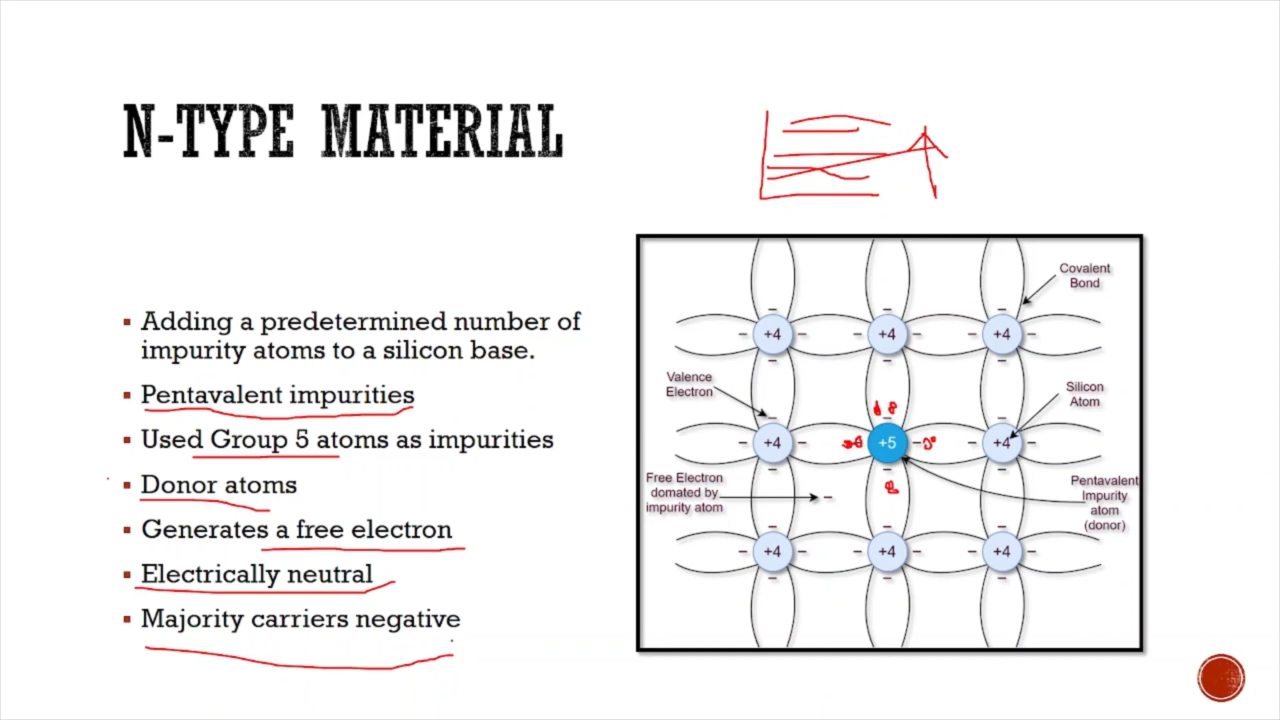 N-TYPE MATERIAL
▪ Adding a predetermined number of
impurity atoms to a silicon base.
▪ Pentavalent impurities
▪ Used Group 5 atoms as impurities
▪ Donor atoms
▪ Generates a free electron
▪ Electrically neutral
▪ Majority carriers negative
Covalent
Bond
+4 +4 +4
Valence
Electron
Silicon
Atom
+4 +5 +4
Free Electron
domated by
impurity atom
Pentavalent
Impurity
atom
(donor)
+4 +4 +4